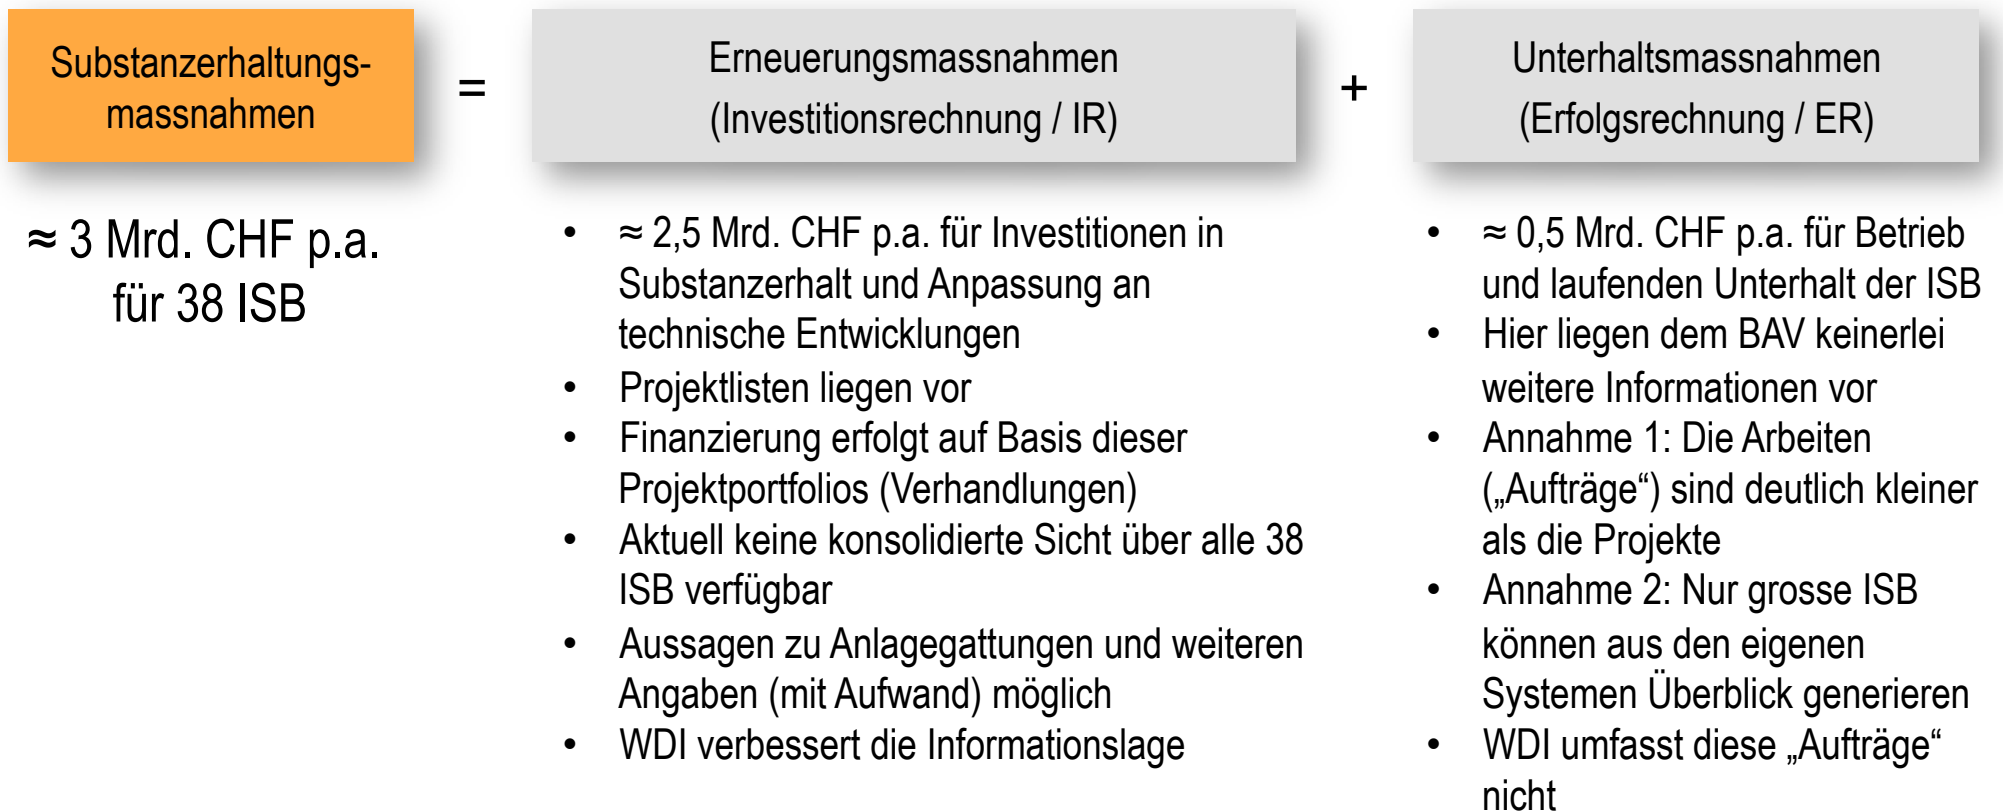 Substanzerhaltungs-
massnahmen
=
Erneuerungsmassnahmen
(Investitionsrechnung / IR)
+
Unterhaltsmassnahmen
(Erfolgsrechnung / ER)
≈ 3 Mrd. CHF p.a.
für 38 ISB
• ≈ 2,5 Mrd. CHF p.a. für Investitionen in
Substanzerhalt und Anpassung an
technische Entwicklungen
• Projektlisten liegen vor
• Finanzierung erfolgt auf Basis dieser
Projektportfolios (Verhandlungen)
• Aktuell keine konsolidierte Sicht über alle 38
ISB verfügbar
• Aussagen zu Anlagegattungen und weiteren
Angaben (mit Aufwand) möglich
• WDI verbessert die Informationslage
• ≈ 0,5 Mrd. CHF p.a. für Betrieb
und laufenden Unterhalt der ISB
• Hier liegen dem BAV keinerlei
weitere Informationen vor
• Annahme 1: Die Arbeiten
(„Aufträge“) sind deutlich kleiner
als die Projekte
• Annahme 2: Nur grosse ISB
können aus den eigenen
Systemen Überblick generieren
• WDI umfasst diese „Aufträge“
nicht